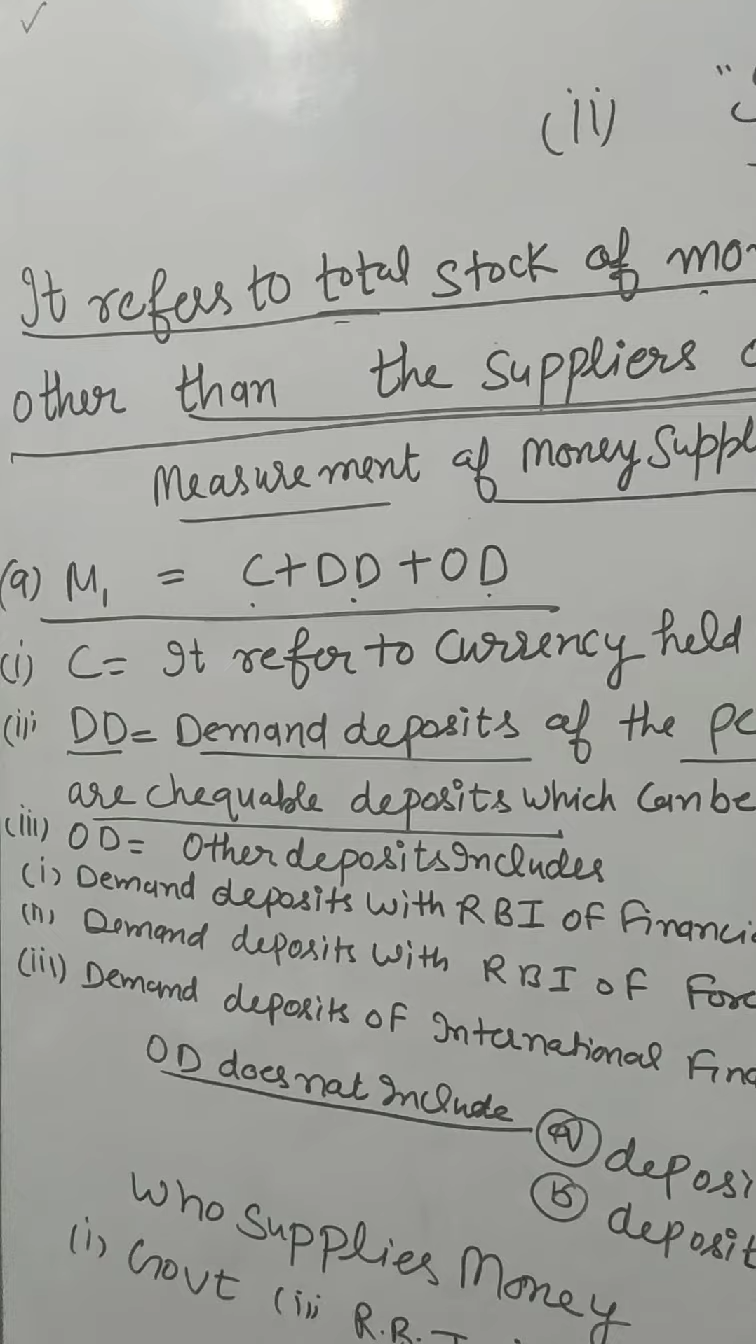 (ii)
It refers to total stock of mo
other than the suppliers
Measurement of Money Suppl
(a) M₁ = C+DD+OD
(i) C= It refer to Currency held
(ii) DD= Demand deposits of the
are chequable deposits which Can be
(iii) OD= Other deposits Includes
(i) Demand deposits with RBI of Financi
(ii) Demand deposits with RBI of Fore
(iii) Demand deposits of International Fina
OD does not Include (A) deposi
(B) deposit
Who Supplies Money
(i) Govt (ii) R.B.I